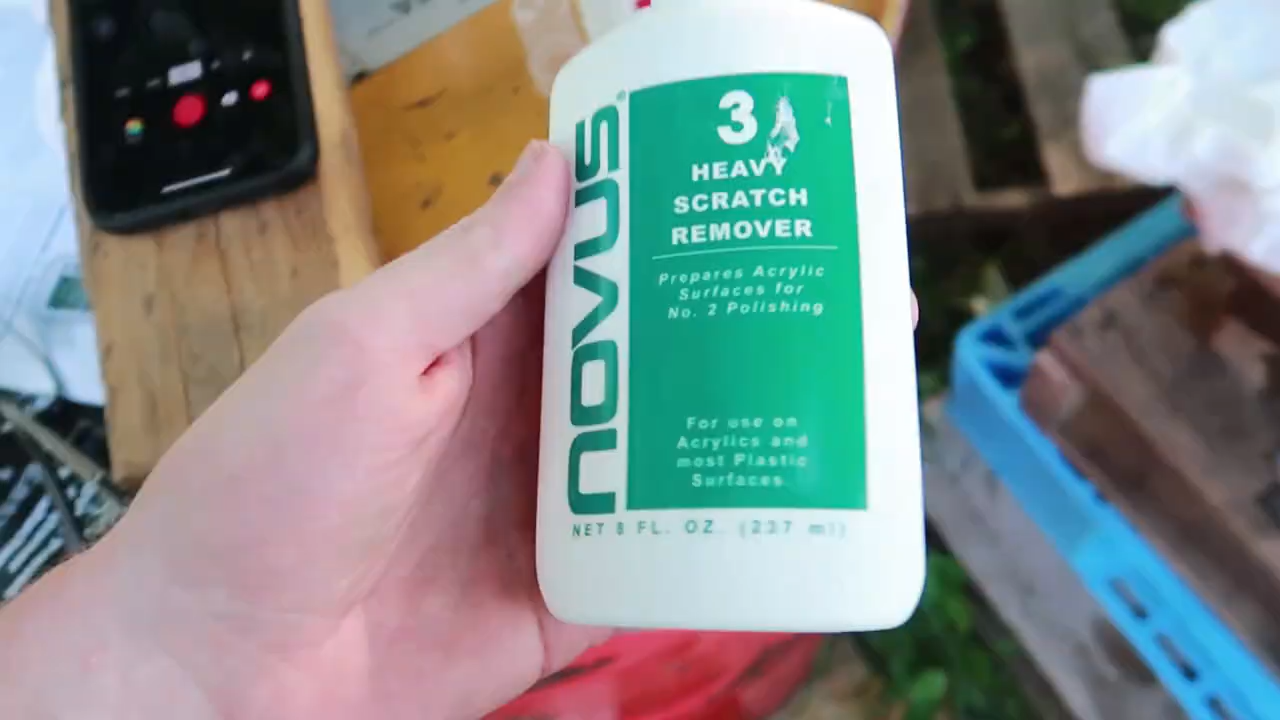 novus®
3
HEAVY
SCRATCH
REMOVER
Prepares Acrylic
Surfaces for
No. 2 Polishing
For use on
Acrylics and
most Plastic
Surfaces
NET 8 FL. OZ. (237 ml)